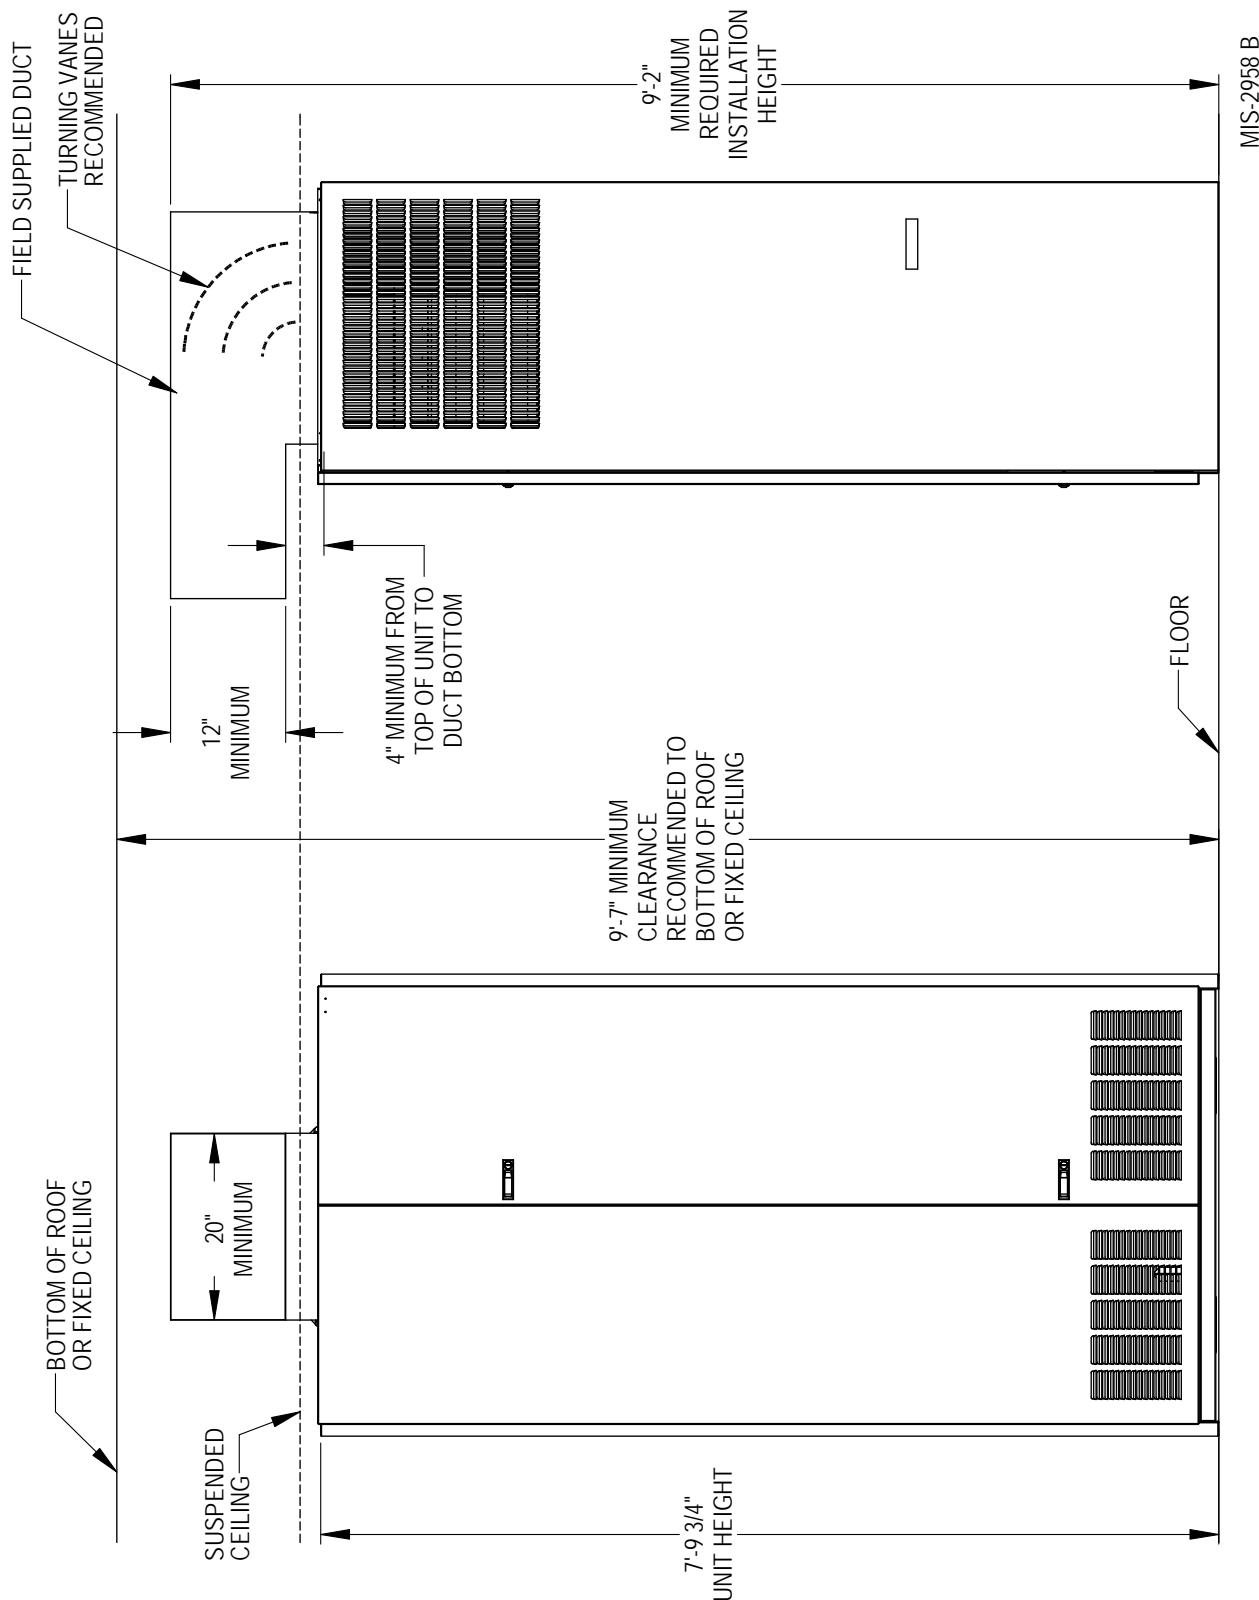 BOTTOM OF ROOF
OR FIXED CEILING
SUSPENDED
CEILING
20"
MINIMUM
7'-9 3/4"
UNIT HEIGHT
9'-7" MINIMUM
CLEARANCE
RECOMMENDED TO
BOTTOM OF ROOF
OR FIXED CEILING
12"
MINIMUM
4" MINIMUM FROM
TOP OF UNIT TO
DUCT BOTTOM
FLOOR
FIELD SUPPLIED DUCT
TURNING VANES
RECOMMENDED
9'-2"
MINIMUM
REQUIRED
INSTALLATION
HEIGHT
MIS-2958 B